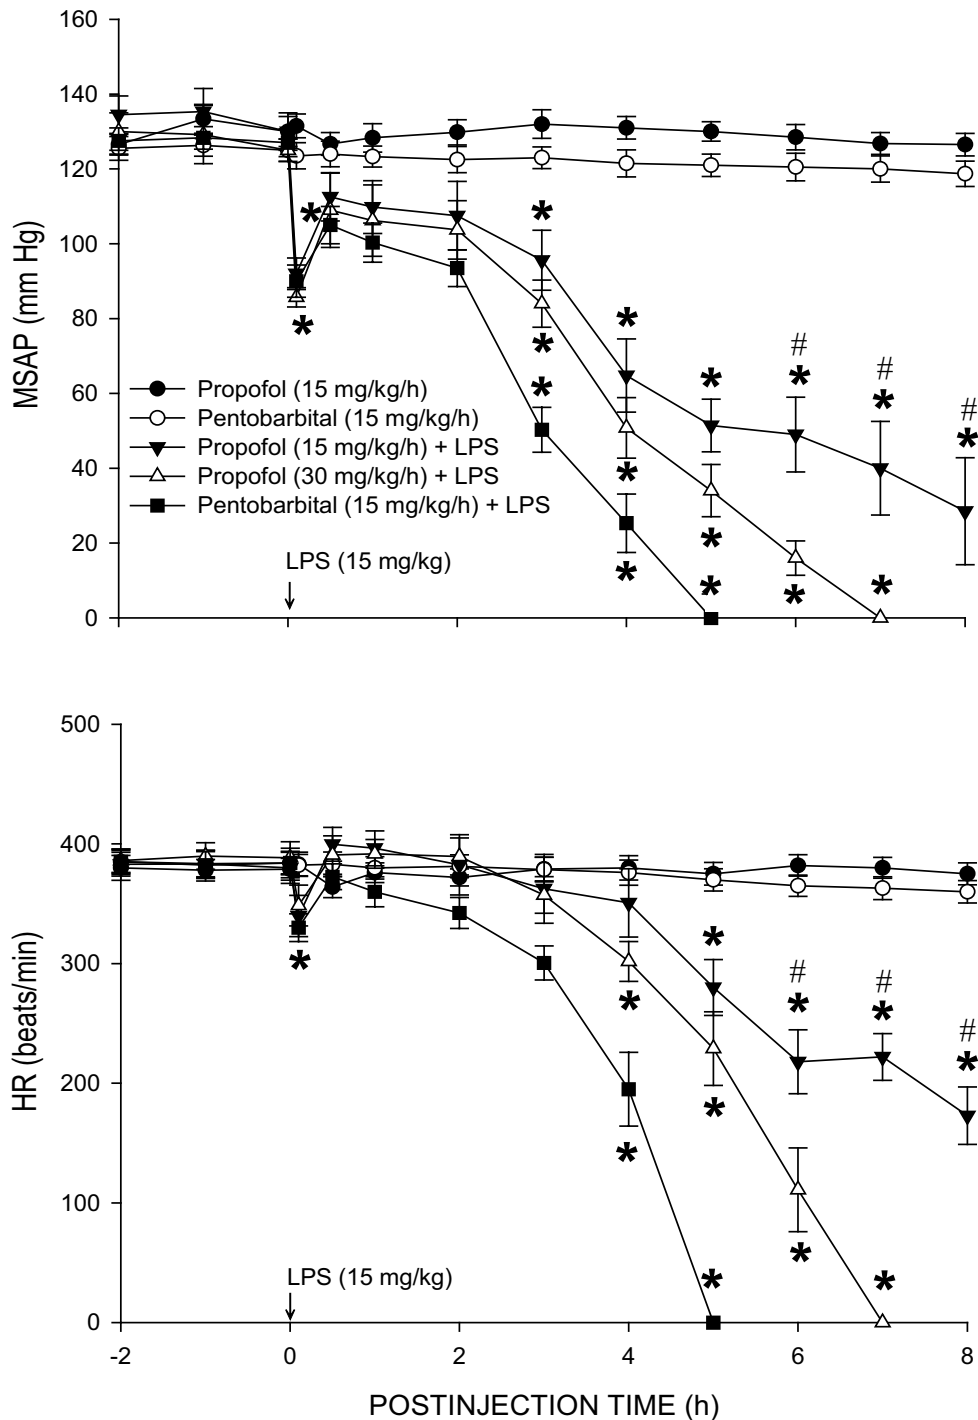 160
140
120
100
80
60
40
20
0
MSAP (mm Hg)
* * * * * # * # * # *
* * * * * * * * * *
Propofol (15 mg/kg/h)
Pentobarbital (15 mg/kg/h)
Propofol (15 mg/kg/h) + LPS
Propofol (30 mg/kg/h) + LPS
Pentobarbital (15 mg/kg/h) + LPS
LPS (15 mg/kg)
500
400
300
200
100
0
HR (beats/min)
* * # * # * # *
* * * * * *
LPS (15 mg/kg)
-2 0 2 4 6 8
POSTINJECTION TIME (h)